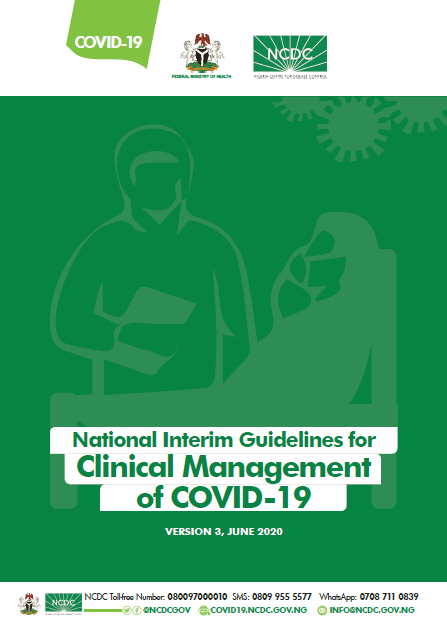 COVID-19
FEDERAL MINISTRY OF HEALTH
NCDC
NIGERIA CENTRE FOR DISEASE CONTROL
National Interim Guidelines for
Clinical Management
of COVID-19
VERSION 3, JUNE 2020
NCDC
NCDC Toll-free Number: 080097000010 SMS: 0809 955 5577 WhatsApp: 0708 711 0839
@NCDCGOV COVID19.NCDC.GOV.NG INFO@NCDC.GOV.NG